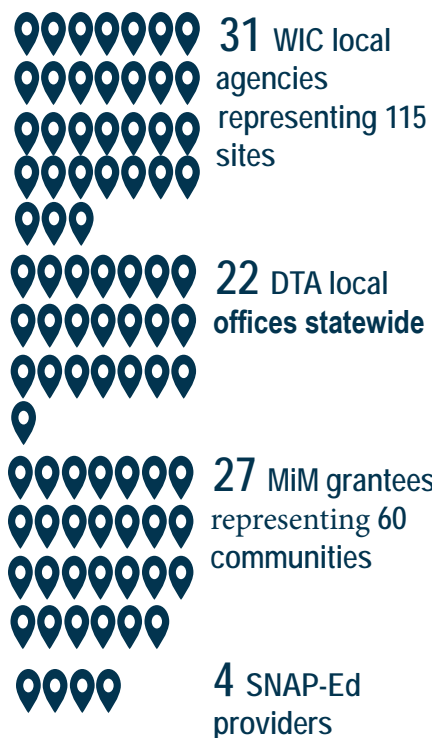 31 WIC local
agencies
representing 115
sites
22 DTA local
offices statewide
27 MiM grantees
representing 60
communities
4 SNAP-Ed
providers